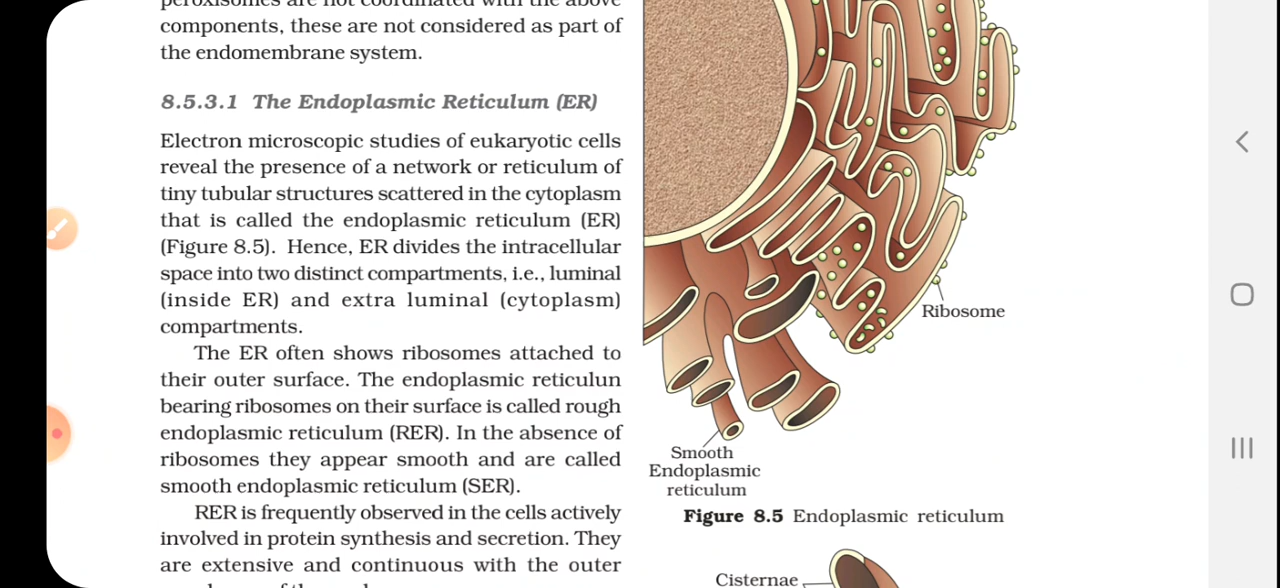 peroxisomes are not coordinated with the above
components, these are not considered as part of
the endomembrane system.
8.5.3.1 The Endoplasmic Reticulum (ER)
Electron microscopic studies of eukaryotic cells
reveal the presence of a network or reticulum of
tiny tubular structures scattered in the cytoplasm
that is called the endoplasmic reticulum (ER)
(Figure 8.5). Hence, ER divides the intracellular
space into two distinct compartments, i.e., luminal
(inside ER) and extra luminal (cytoplasm)
compartments.
The ER often shows ribosomes attached to
their outer surface. The endoplasmic reticulun
bearing ribosomes on their surface is called rough
endoplasmic reticulum (RER). In the absence of
ribosomes they appear smooth and are called
smooth endoplasmic reticulum (SER).
RER is frequently observed in the cells actively
involved in protein synthesis and secretion. They
are extensive and continuous with the outer
Ribosome
Smooth
Endoplasmic
reticulum
Figure 8.5 Endoplasmic reticulum
Cisternae